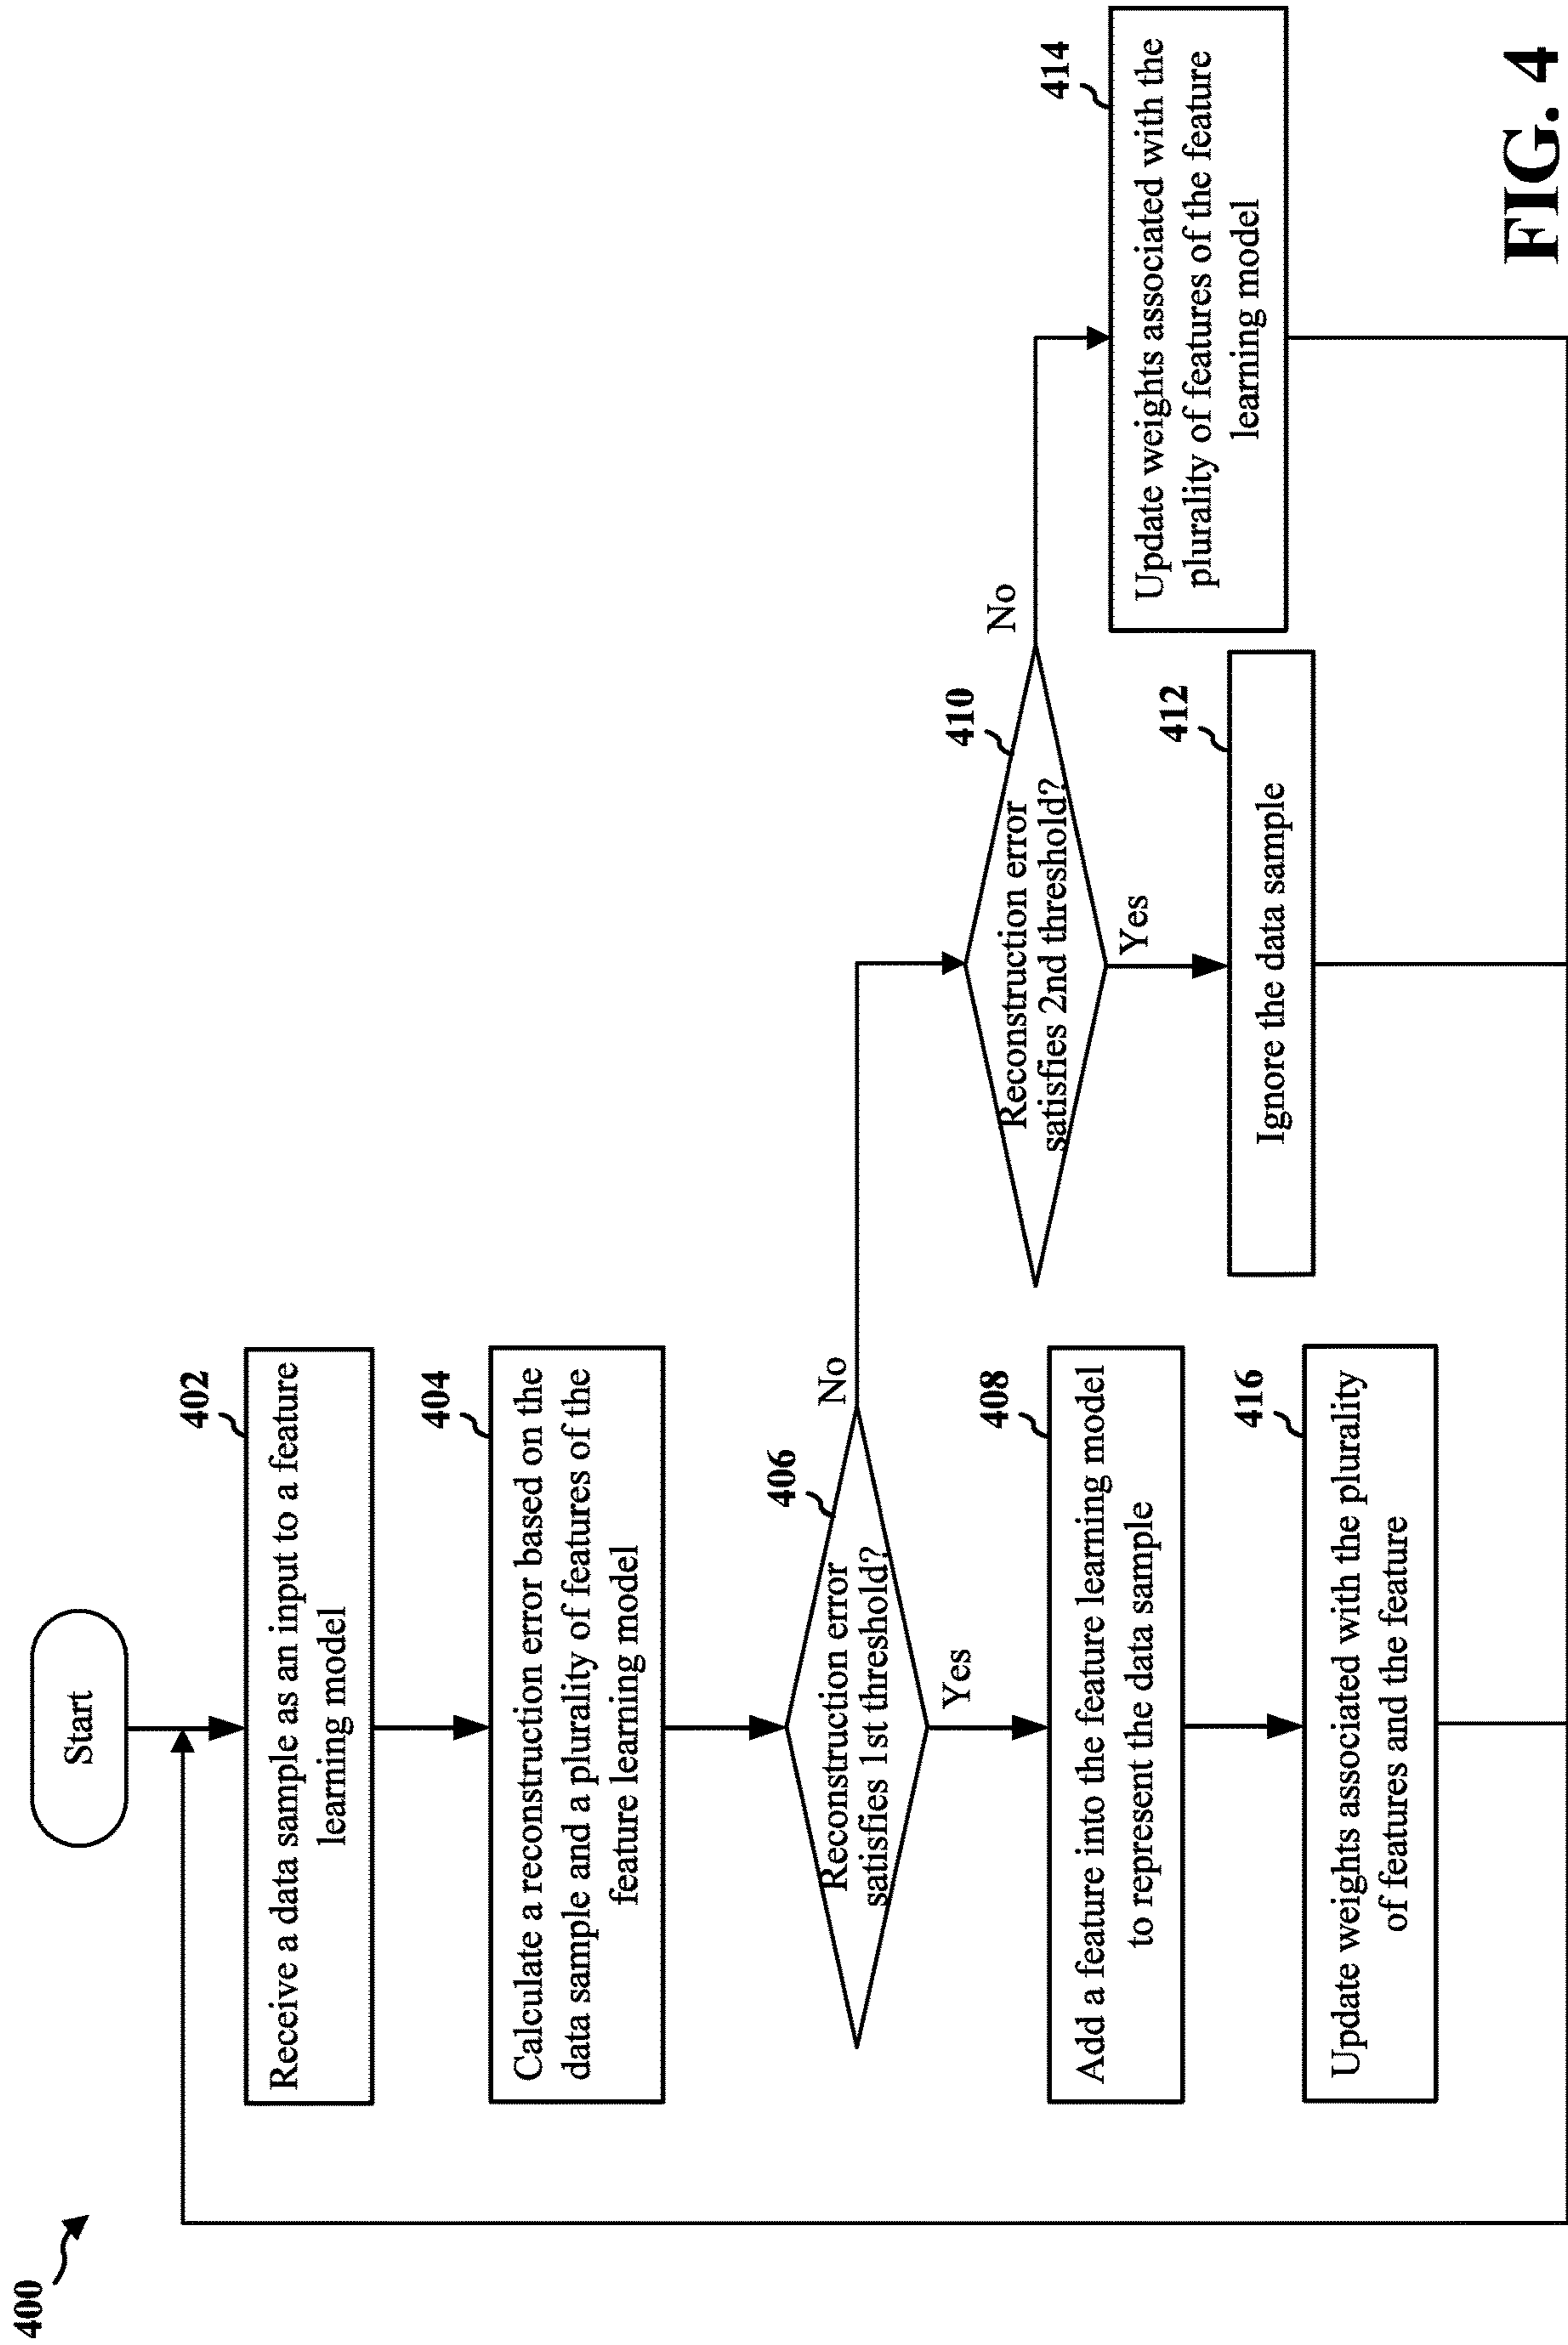 400
Start
402
Receive a data sample as an input to a feature
learning model
404
Calculate a reconstruction error based on the
data sample and a plurality of features of the
feature learning model
406
Reconstruction error
satisfies 1st threshold?
No
Yes
408
Add a feature into the feature learning model
to represent the data sample
416
Update weights associated with the plurality
of features and the feature
410
Reconstruction error
satisfies 2nd threshold?
No
Yes
412
Ignore the data sample
414
Update weights associated with the
plurality of features of the feature
learning model
FIG. 4